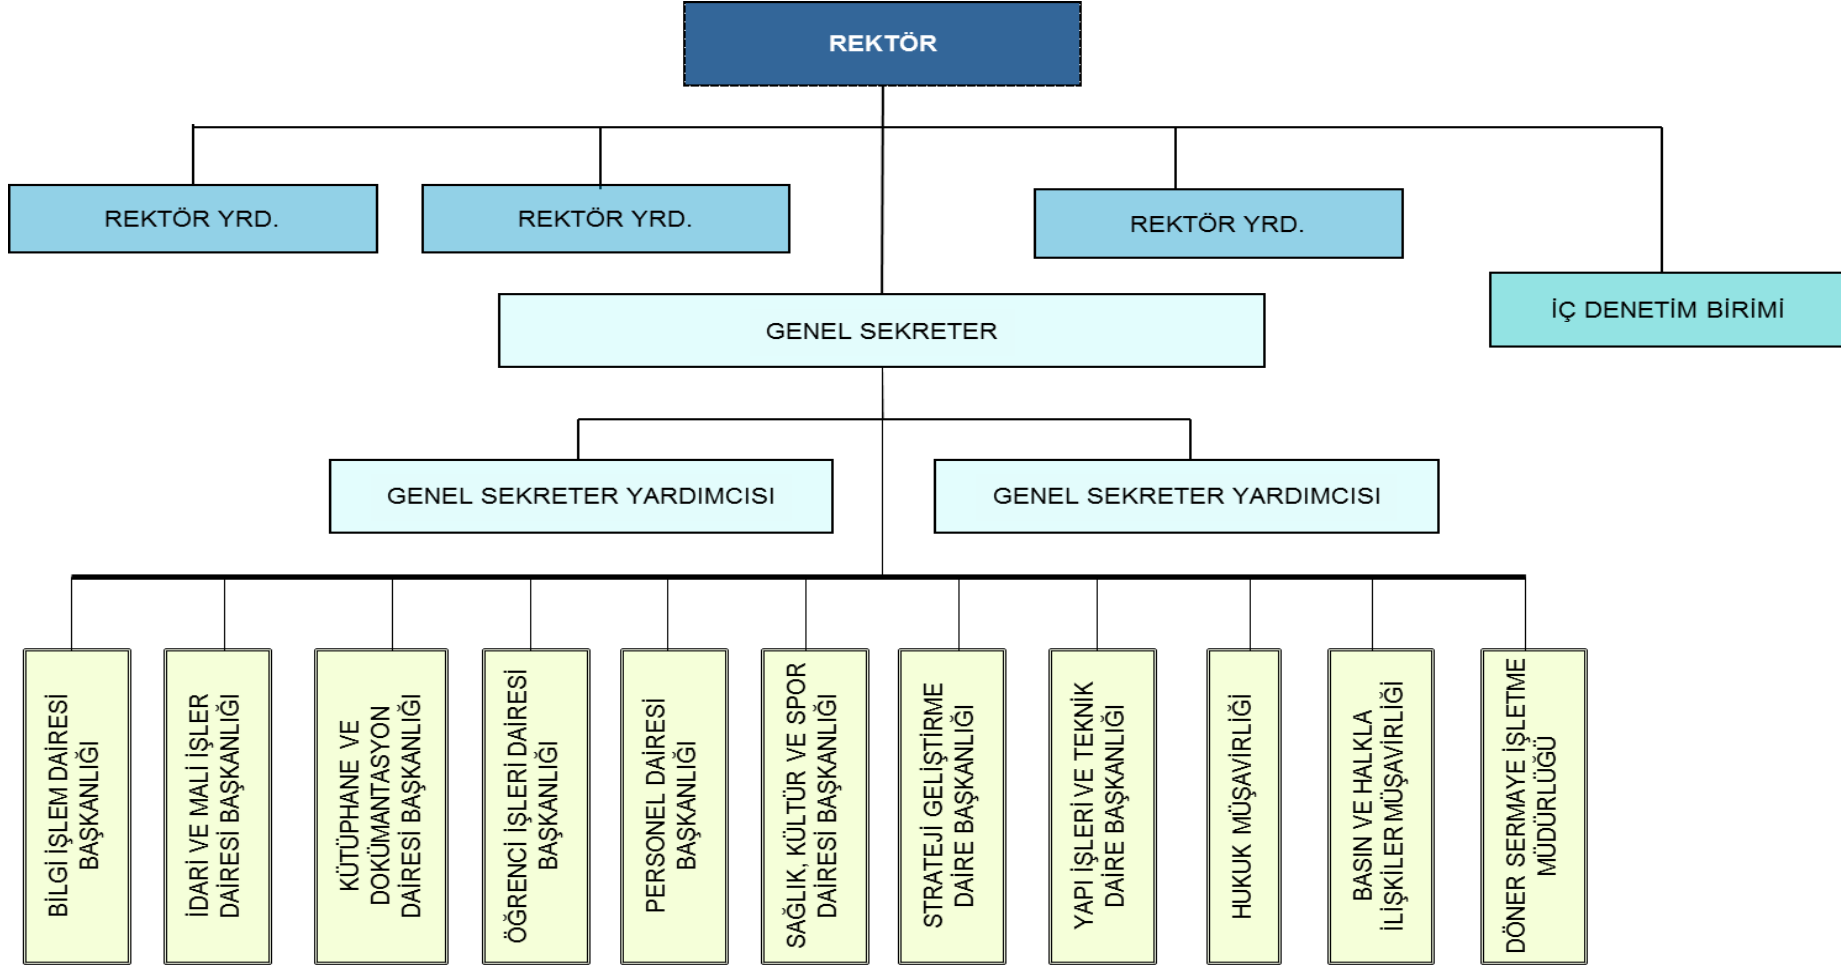 REKTÖR
REKTÖR YRD.
REKTÖR YRD.
REKTÖR YRD.
İÇ DENETİM BİRİMİ
GENEL SEKRETER
GENEL SEKRETER YARDIMCISI
GENEL SEKRETER YARDIMCISI
BİLGİ İŞLEM DAİRESİ
BAŞKANLIĞI
İDARİ VE MALİ İŞLER
DAİRESİ BAŞKANLIĞI
KÜTÜPHANE VE
DOKÜMANTASYON
DAİRESİ BAŞKANLIĞI
ÖĞRENCİ İŞLERİ DAİRESİ
BAŞKANLIĞI
PERSONEL DAİRESİ
BAŞKANLIĞI
SAĞLIK, KÜLTÜR VE SPOR
DAİRESİ BAŞKANLIĞI
STRATEJİ GELİŞTİRME
DAİRE BAŞKANLIĞI
YAPI İŞLERİ VE TEKNİK
DAİRE BAŞKANLIĞI
HUKUK MÜŞAVİRLİĞİ
BASIN VE HALKLA
İLİŞKİLER MÜŞAVİRLİĞİ
DÖNER SERMAYE İŞLETME
MÜDÜRLÜĞÜ